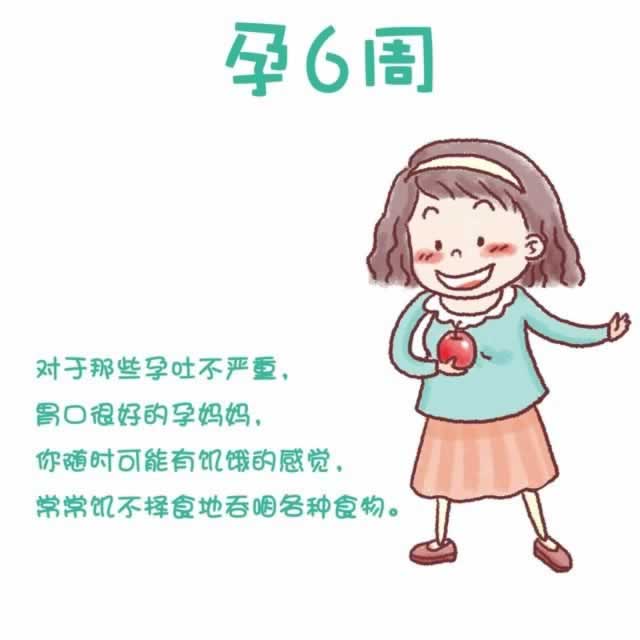 孕6周
对于那些孕吐不严重，
胃口很好的孕妈妈，
你随时可能有饥饿的感觉，
常常饥不择食地吞咽各种食物。